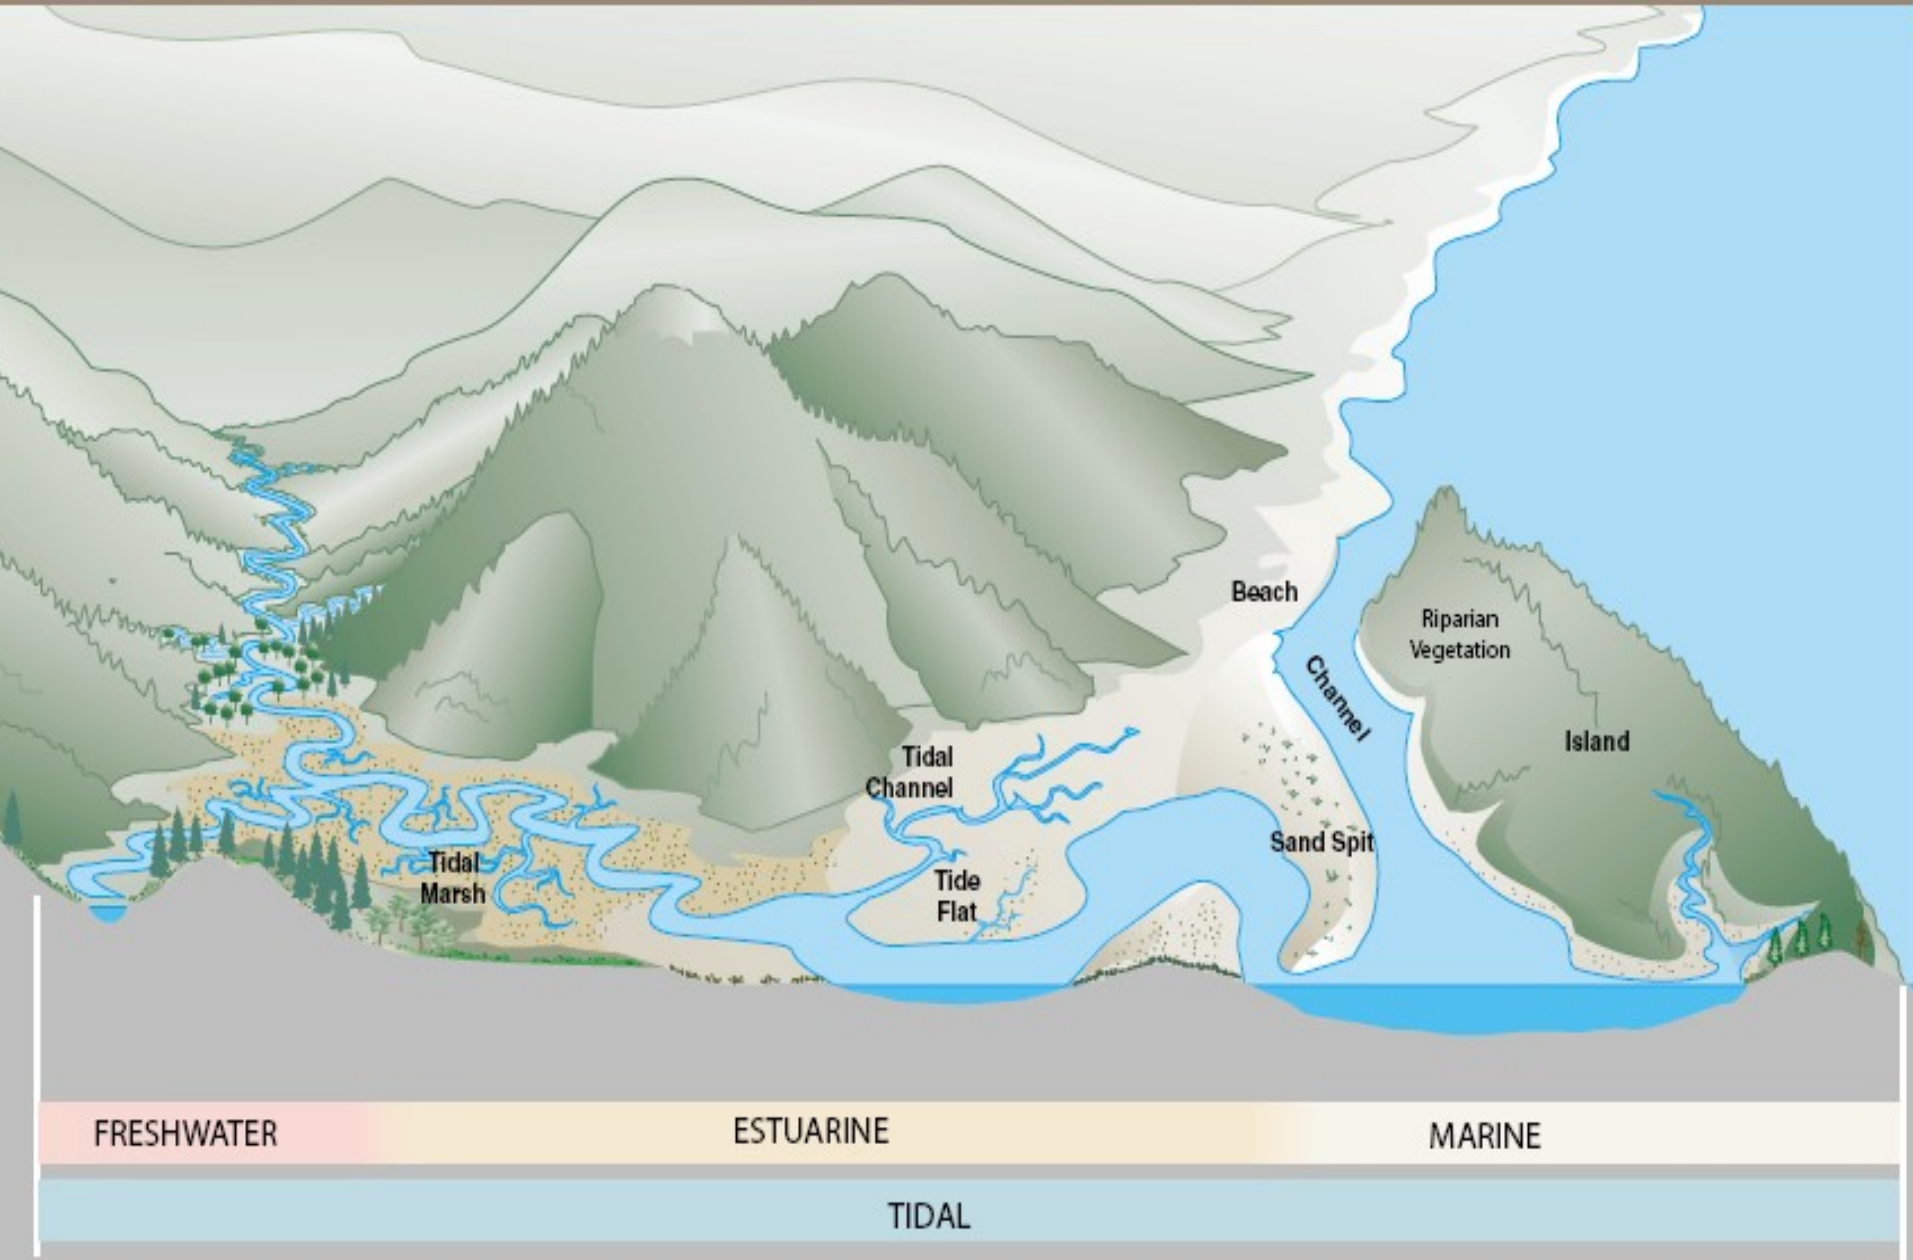 Beach
Riparian
Vegetation
Channel
Island
Tidal
Channel
Sand Spit
Tidal
Marsh
Tide
Flat
FRESHWATER
ESTUARINE
MARINE
TIDAL